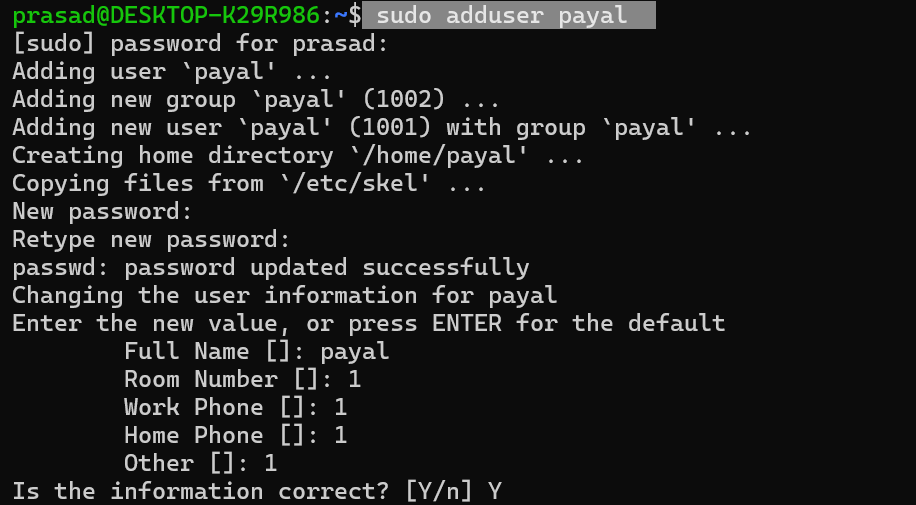 prasad@DESKTOP-K29R986:~$ sudo adduser payal
[sudo] password for prasad:
Adding user `payal' ...
Adding new group `payal' (1002) ...
Adding new user `payal' (1001) with group `payal' ...
Creating home directory `/home/payal' ...
Copying files from `/etc/skel' ...
New password:
Retype new password:
passwd: password updated successfully
Changing the user information for payal
Enter the new value, or press ENTER for the default
        Full Name []: payal
        Room Number []: 1
        Work Phone []: 1
        Home Phone []: 1
        Other []: 1
Is the information correct? [Y/n] Y